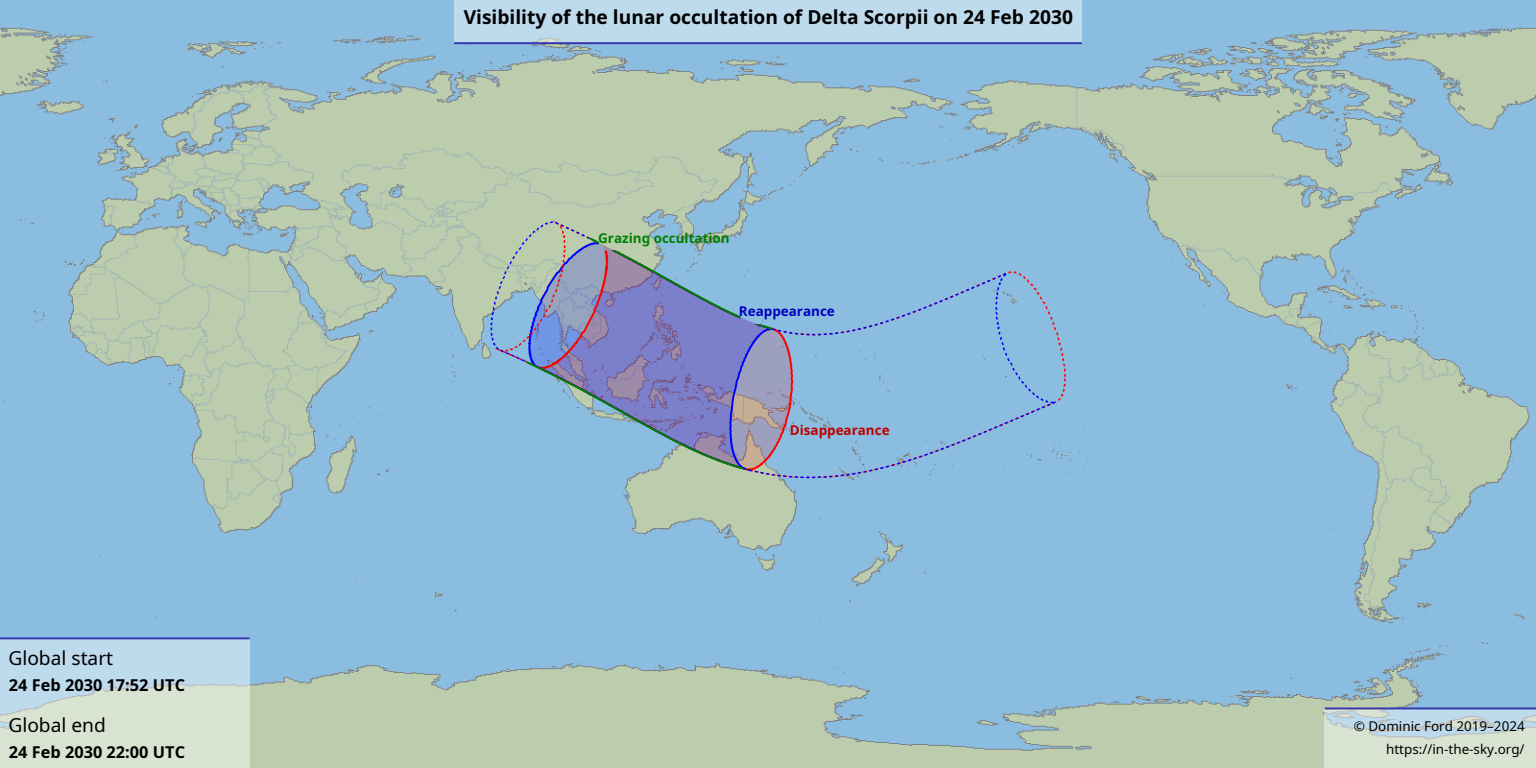 Visibility of the lunar occultation of Delta Scorpii on 24 Feb 2030
Grazing occultation
Reappearance
Disappearance
Global start
24 Feb 2030 17:52 UTC
Global end
24 Feb 2030 22:00 UTC
© Dominic Ford 2019–2024
https://in-the-sky.org/